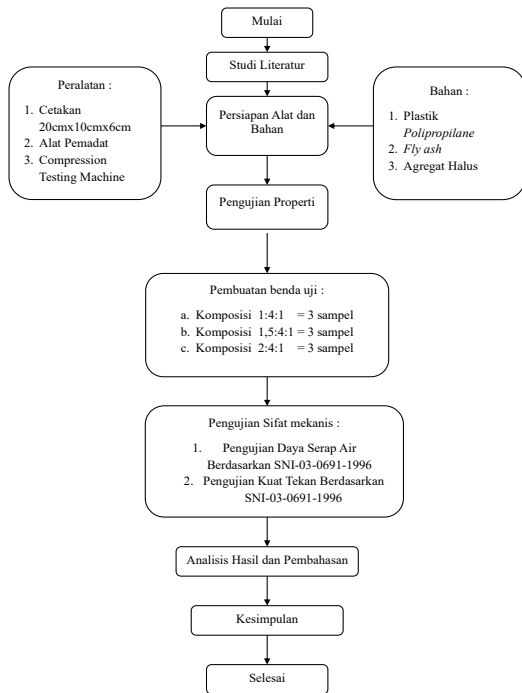 Mulai
Studi Literatur
Peralatan :
1. Cetakan
20cmx10cmx6cm
2. Alat Pemadat
3. Compression
Testing Machine
Persiapan Alat dan
Bahan
Bahan :
1. Plastik
Polipropilane
2. Fly ash
3. Agregat Halus
Pengujian Properti
Pembuatan benda uji :
a. Komposisi 1:4:1 = 3 sampel
b. Komposisi 1,5:4:1 = 3 sampel
c. Komposisi 2:4:1 = 3 sampel
Pengujian Sifat mekanis :
1. Pengujian Daya Serap Air
Berdasarkan SNI-03-0691-1996
2. Pengujian Kuat Tekan Berdasarkan
SNI-03-0691-1996
Analisis Hasil dan Pembahasan
Kesimpulan
Selesai